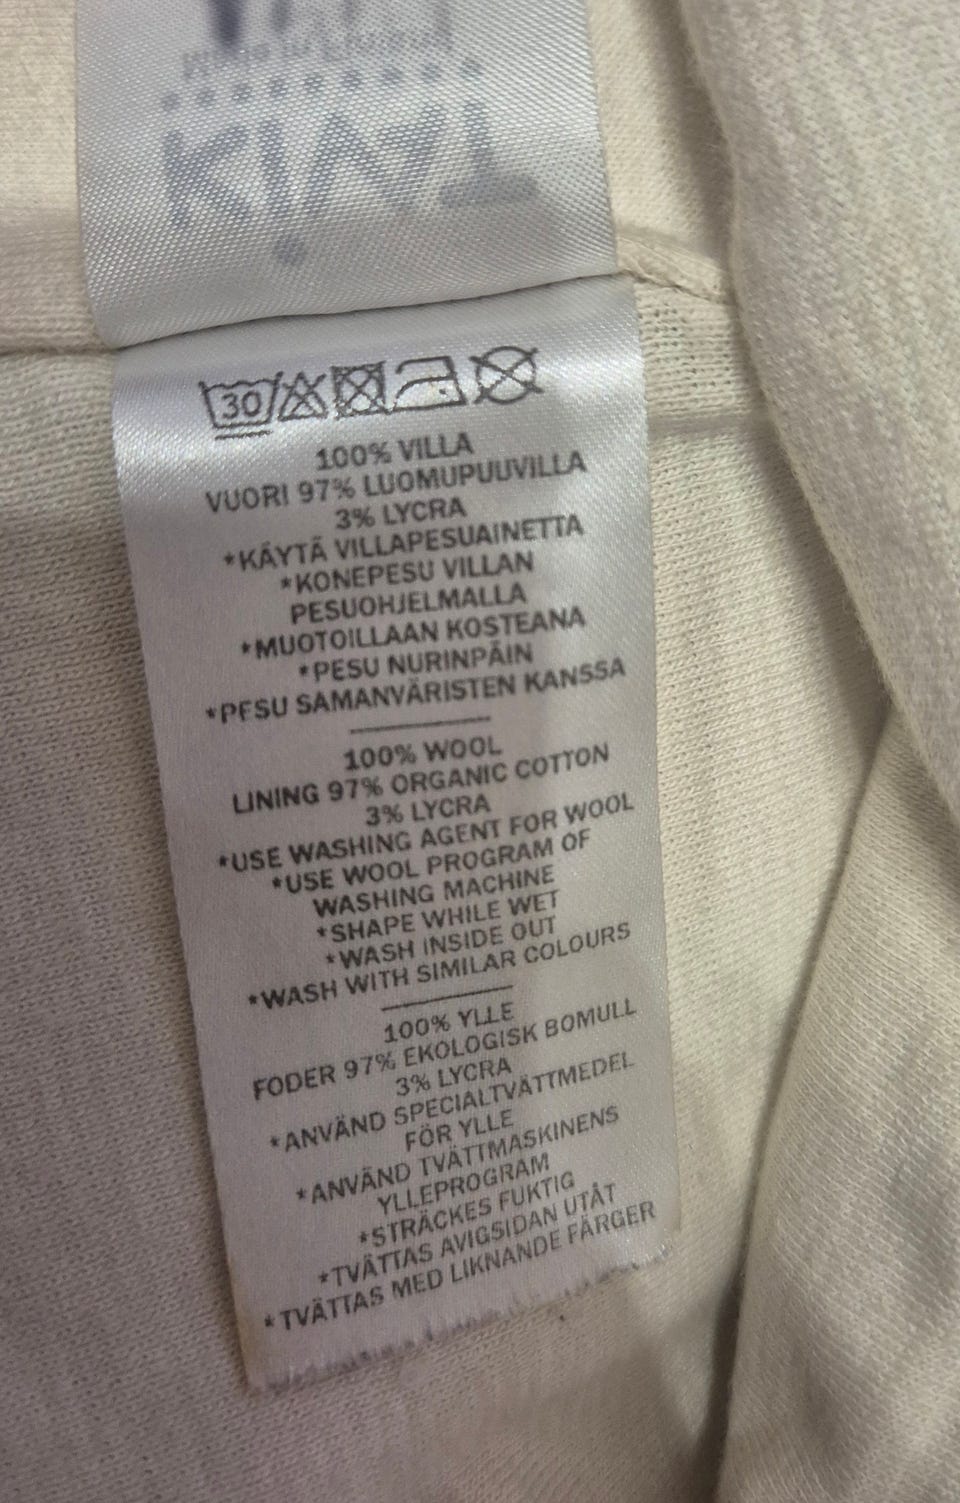 30
100% VILLA
VUORI 97% LUOMUPUUVILLA
3% LYCRA
*KÄYTÄ VILLAPESUAINETTA
*KONEPESU VILLAN
PESUOHJELMALLA
*MUOTOILLAAN KOSTEANA
*PESU NURINPÄIN
*PESU SAMANVÄRISTEN KANSSA
100% WOOL
LINING 97% ORGANIC COTTON
3% LYCRA
*USE WASHING AGENT FOR WOOL
*USE WOOL PROGRAM OF
WASHING MACHINE
*SHAPE WHILE WET
*WASH INSIDE OUT
*WASH WITH SIMILAR COLOURS
100% YLLE
FODER 97% EKOLOGISK BOMULL
3% LYCRA
*ANVÄND SPECIALTVÄTTMEDEL
FÖR YLLE
*ANVÄND TVÄTTMASKINENS
YLLEPROGRAM
*STRÄCKES FUKTIG
*TVÄTTAS AVIGSIDAN UTÅT
*TVÄTTAS MED LIKNANDE FÄRGER